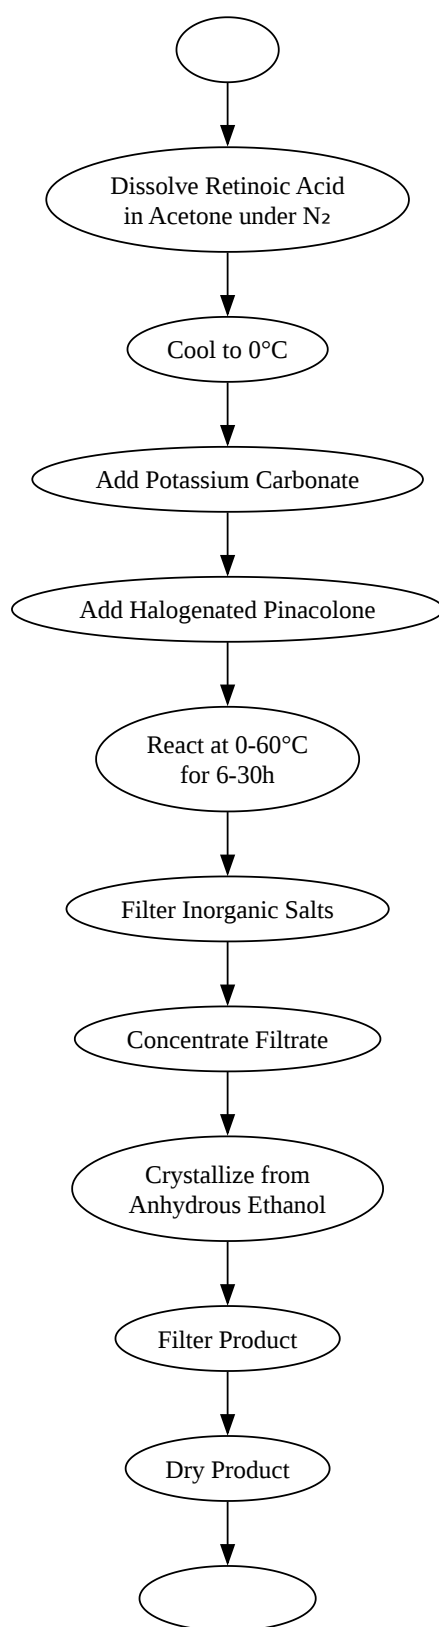 Dissolve Retinoic Acid
in Acetone under N₂
Cool to 0°C
Add Potassium Carbonate
Add Halogenated Pinacolone
React at 0-60°C
for 6-30h
Filter Inorganic Salts
Concentrate Filtrate
Crystallize from
Anhydrous Ethanol
Filter Product
Dry Product